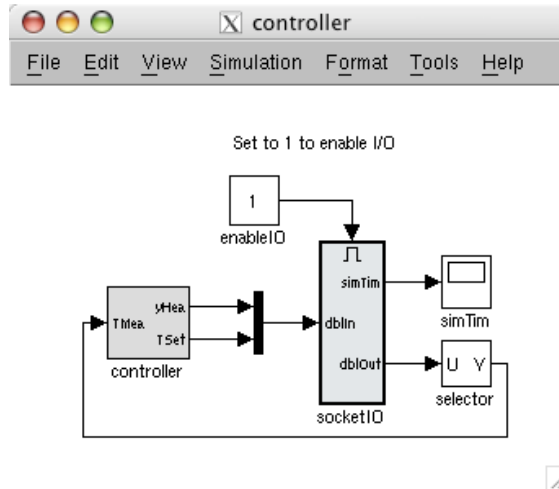 X controller
File Edit View Simulation Format Tools Help
Set to 1 to enable I/O
1
enableIO
simTim
yHea
TMea
dblIn
simTim
TSet
dblOut
U Y
controller
selector
socketIO